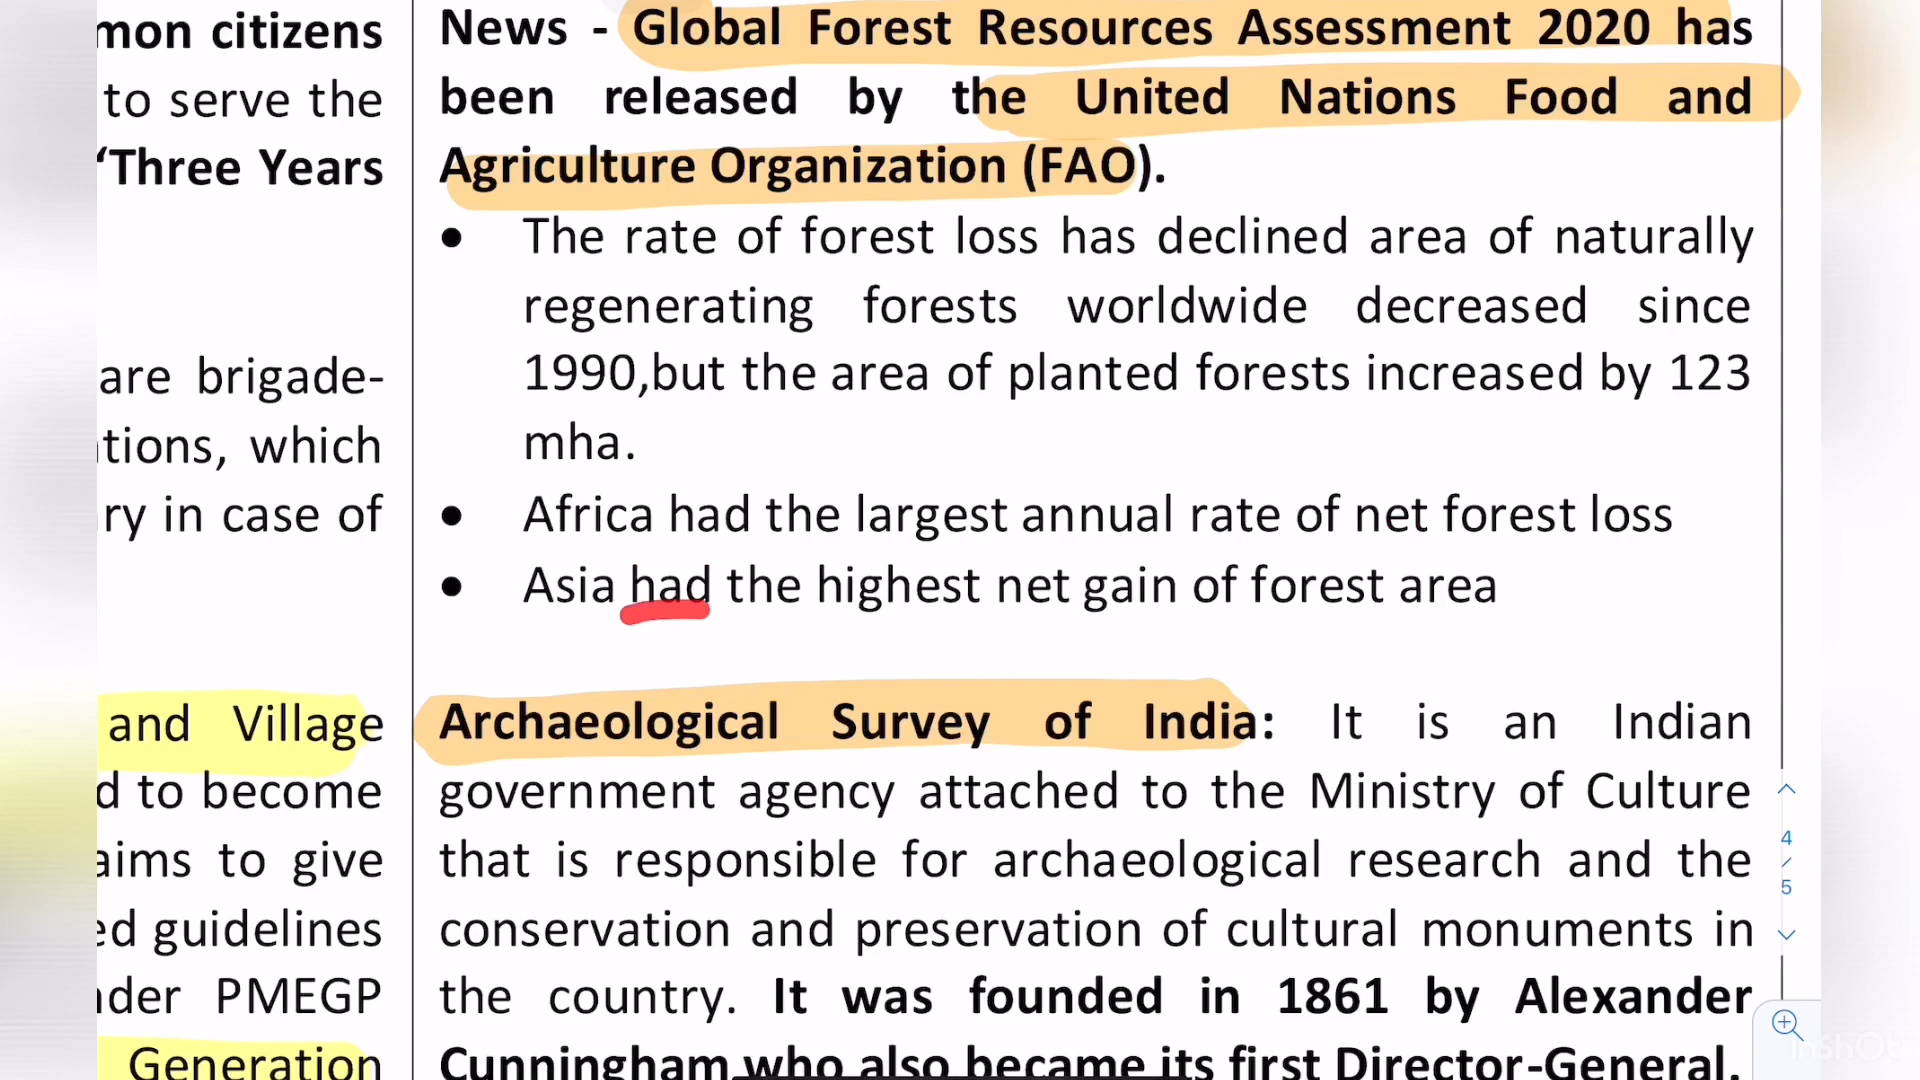 mon citizens
to serve the
‘Three Years
are brigade-
tions, which
ry in case of
and Village
d to become
aims to give
ed guidelines
der PMEGP
Generation
News - Global Forest Resources Assessment 2020 has
been released by the United Nations Food and
Agriculture Organization (FAO).
• The rate of forest loss has declined area of naturally
regenerating forests worldwide decreased since
1990,but the area of planted forests increased by 123
mha.
• Africa had the largest annual rate of net forest loss
• Asia had the highest net gain of forest area
Archaeological Survey of India: It is an Indian
government agency attached to the Ministry of Culture
that is responsible for archaeological research and the
conservation and preservation of cultural monuments in
the country. It was founded in 1861 by Alexander
Cunningham who also became its first Director-General.
4
/
5
InShOt